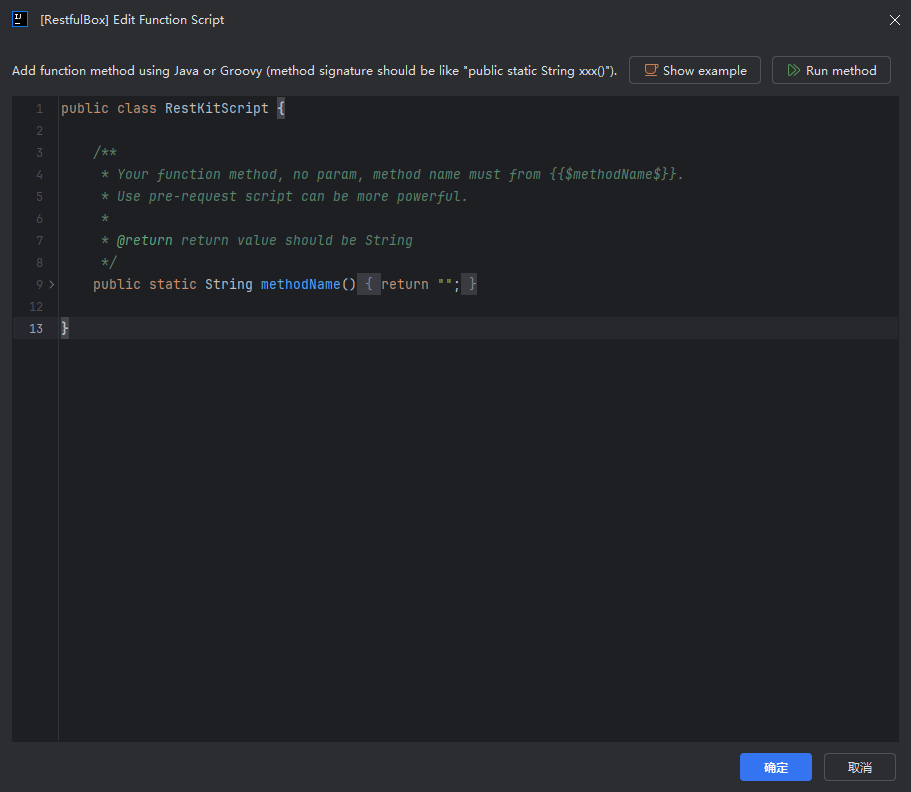 [RestfulBox] Edit Function Script
Add function method using Java or Groovy (method signature should be like "public static String xxx()").
Show example
Run method
1 public class RestKitScript {
2
3 /**
4 * Your function method, no param, method name must from {{$methodName$}}.
5 * Use pre-request script can be more powerful.
6 *
7 * @return return value should be String
8 */
9 public static String methodName() { return ""; }
12
13 }
确定
取消